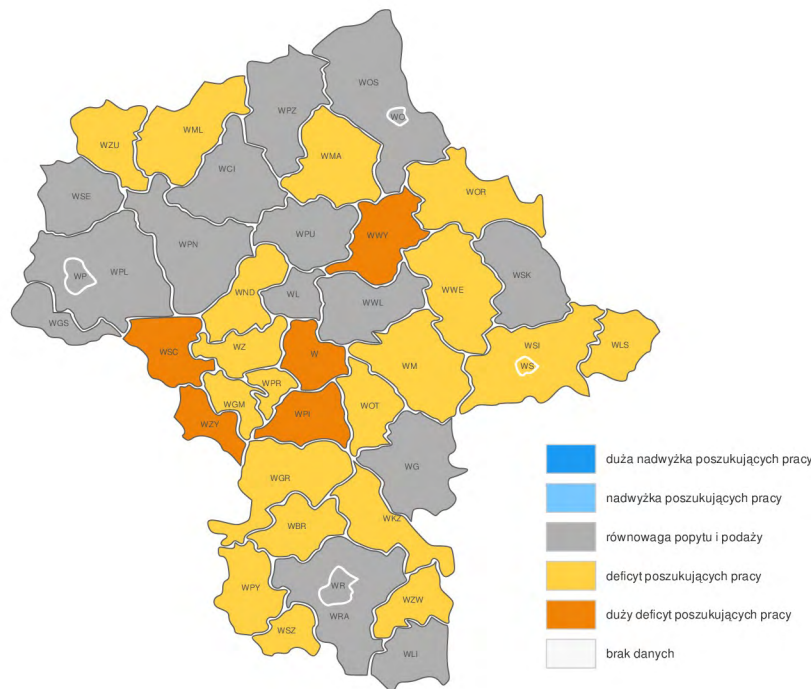 WOS
WPZ
WO
WML
WZU
WMA
WCI
WOR
WSE
WPU
WWY
WPN
WP
WPL
WSK
WWE
WND
WL
WWL
WGS
WSC
WZ
W
WSI
WLS
WM
WS
WPR
WGM
WOT
WPI
WZY
WG
WGR
WKZ
WBR
WPY
WR
WZW
WRA
WSZ
WLI
duża nadwyżka poszukujących pracy
nadwyżka poszukujących pracy
równowaga popytu i podaży
deficyt poszukujących pracy
duży deficyt poszukujących pracy
brak danych